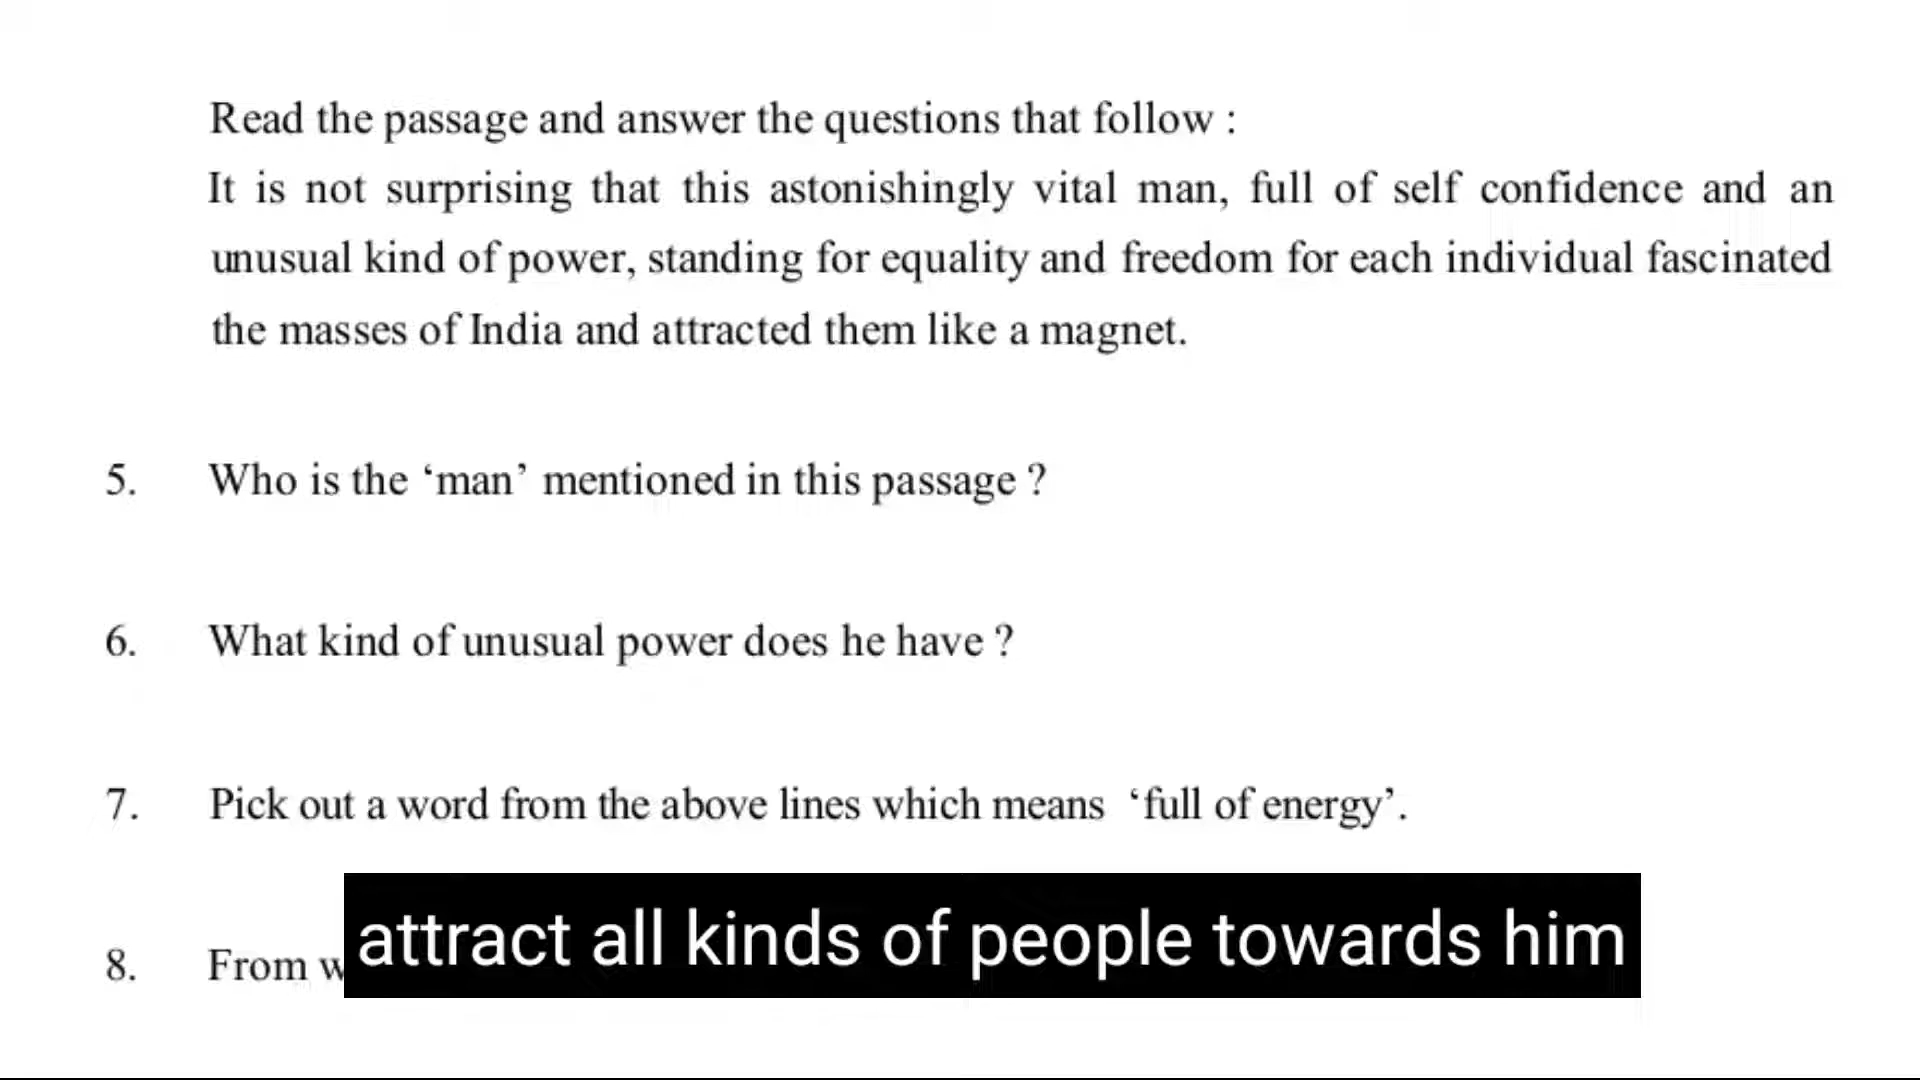 Read the passage and answer the questions that follow :
It is not surprising that this astonishingly vital man, full of self confidence and an
unusual kind of power, standing for equality and freedom for each individual fascinated
the masses of India and attracted them like a magnet.
5. Who is the ‘man’ mentioned in this passage ?
6. What kind of unusual power does he have ?
7. Pick out a word from the above lines which means ‘full of energy’.
8. From
attract all kinds of people towards him